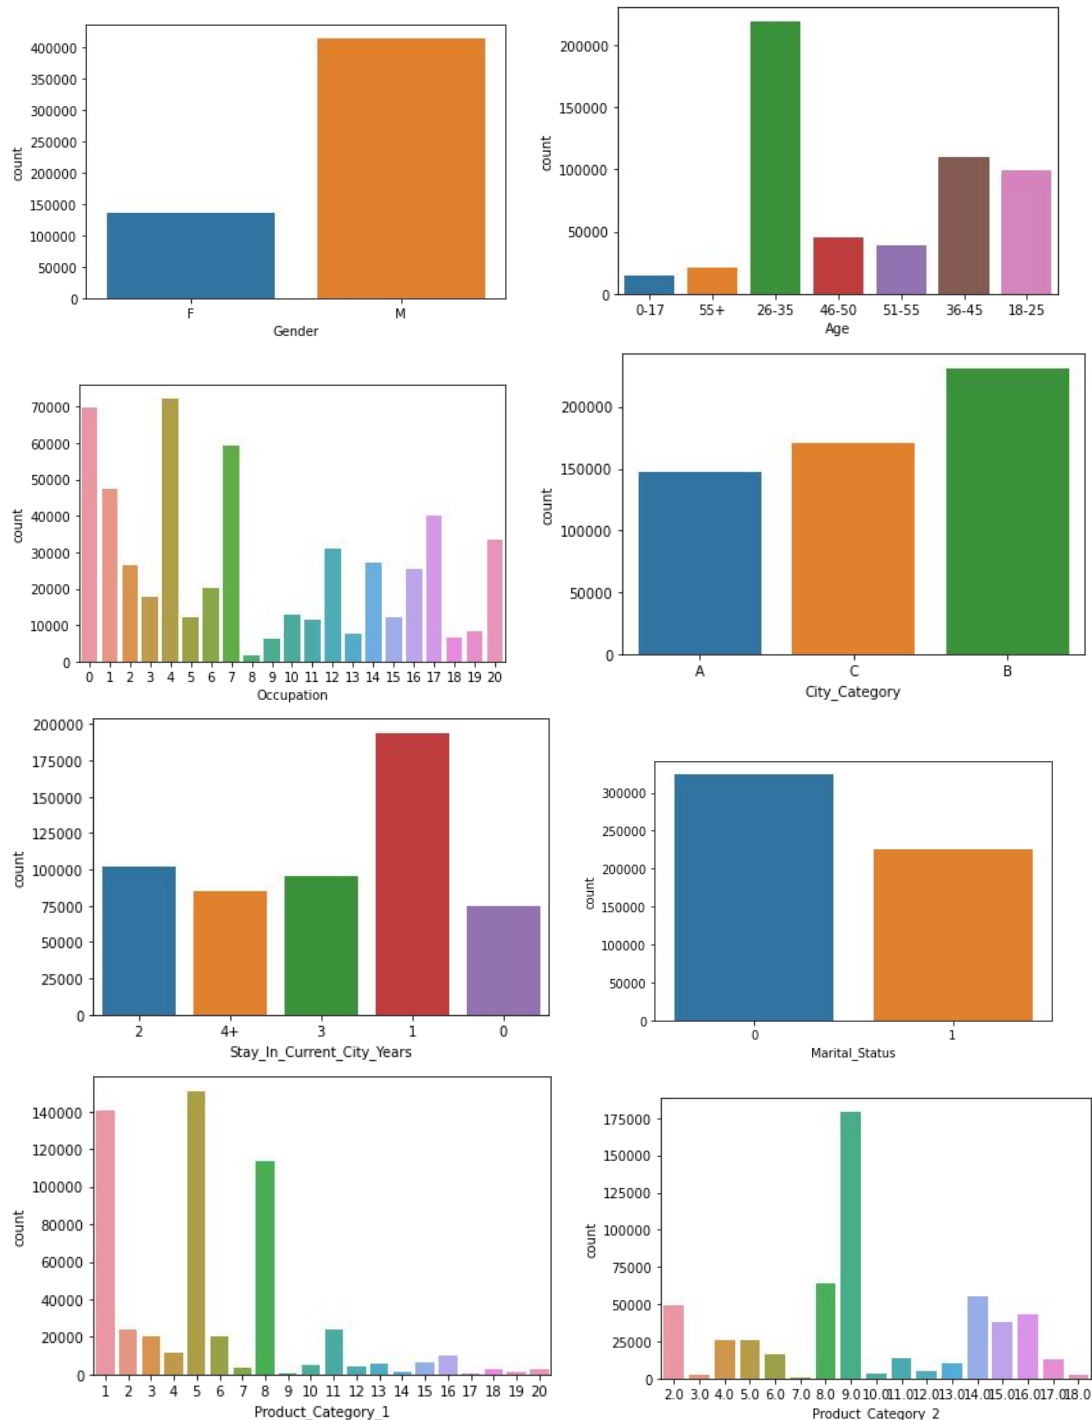 400000
350000
300000
250000
200000
150000
100000
50000
0
count
F M
Gender
200000
150000
100000
50000
0
count
0-17 55+ 26-35 46-50 51-55 36-45 18-25
Age
70000
60000
50000
40000
30000
20000
10000
0
count
0 1 2 3 4 5 6 7 8 9 10 11 12 13 14 15 16 17 18 19 20
Occupation
200000
150000
100000
50000
0
count
A C B
City_Category
200000
175000
150000
125000
100000
75000
50000
25000
0
count
2 4+ 3 1 0
Stay_In_Current_City_Years
300000
250000
200000
150000
100000
50000
0
count
0 1
Marital_Status
140000
120000
100000
80000
60000
40000
20000
0
count
1 2 3 4 5 6 7 8 9 10 11 12 13 14 15 16 17 18 19 20
Product_Category_1
175000
150000
125000
100000
75000
50000
25000
0
count
2.0 3.0 4.0 5.0 6.0 7.0 8.0 9.0 10.0 11.0 12.0 13.0 14.0 15.0 16.0 17.0 18.0
Product_Category_2